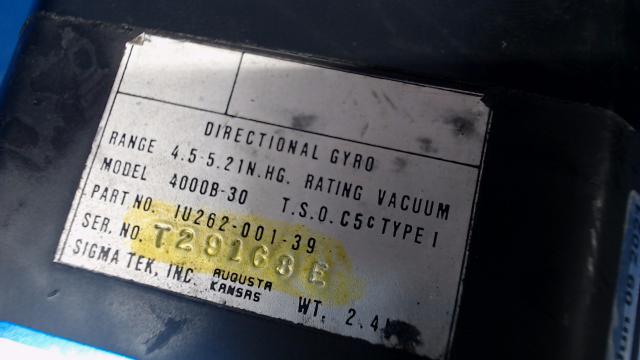 DIRECTIONAL GYRO
RANGE 4.5-5.21N.HG. RATING VACUUM
MODEL 4000B-30 T.S.O. C5c TYPE I
PART NO. 1U262-001-39
SER. NO. T29168E
SIGMA TEK, INC. AUGUSTA KANSAS WT. 2.4